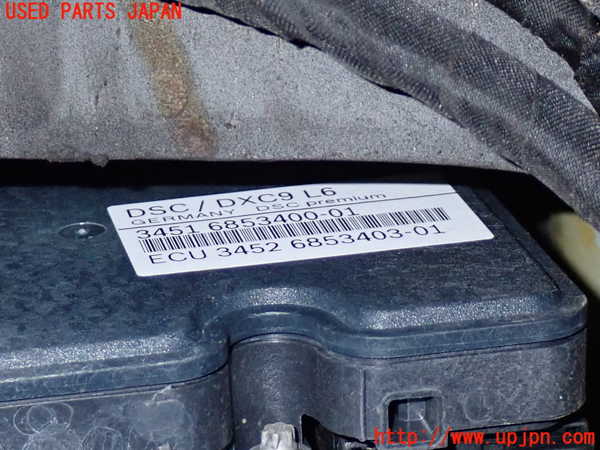 USED PARTS JAPAN
DSC/DXC9 L6
GERMANY DSC premium
3451 6853400-01
ECU 3452 6853403-01
http://www.upjpn.com/